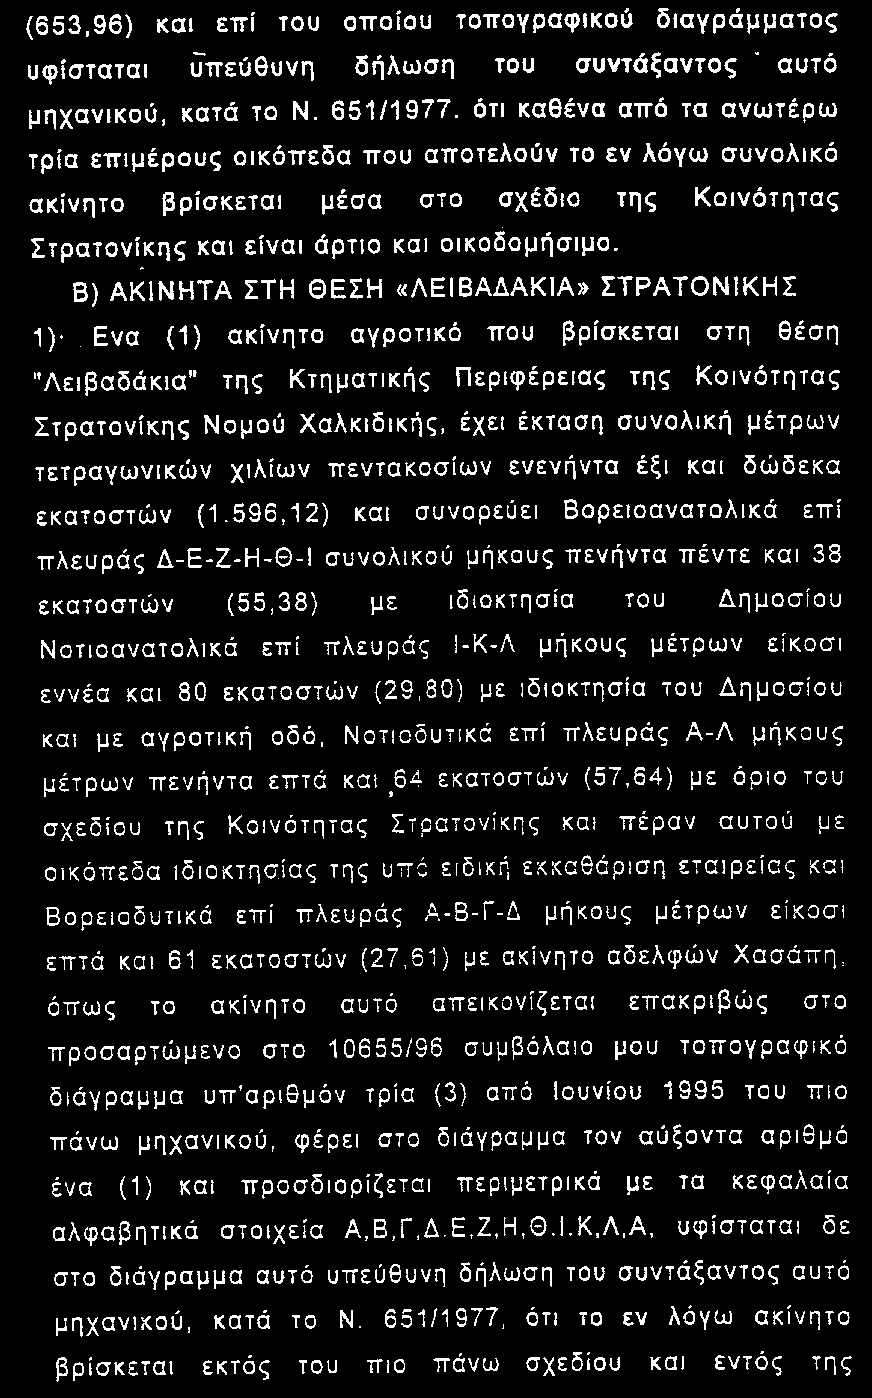 (653,96) και επί του οποίου τοπογραφικού διαγράμματος
υφίσταται υπεύθυνη δήλωση του συντάξαντος αυτό
μηχανικού, κατά το Ν. 651/1977. ότι καθένα από τα ανωτέρω
τρία επιμέρους οικόπεδα που αποτελούν το εν λόγω συνολικό
ακίνητο βρίσκεται μέσα στο σχέδιο της Κοινότητας
Στρατονίκης και είναι άρτιο και οικοδομήσιμο.
Β) ΑΚΙΝΗΤΑ ΣΤΗ ΘΕΣΗ «ΛΕΙΒΑΔΑΚΙΑ» ΣΤΡΑΤΟΝΙΚΗΣ
1) Ενα (1) ακίνητο αγροτικό που βρίσκεται στη θέση
"Λειβαδάκια" της Κτηματικής Περιφέρειας της Κοινότητας
Στρατονίκης Νομού Χαλκιδικής, έχει έκταση συνολική μέτρων
τετραγωνικών χιλίων πεντακοσίων ενενήντα έξι και δώδεκα
εκατοστών (1.596,12) και συνορεύει Βορειοανατολικά επί
πλευράς Δ-Ε-Ζ-Η-Θ-Ι συνολικού μήκους πενήντα πέντε και 38
εκατοστών (55,38) με ιδιοκτησία του Δημοσίου
Νοτιοανατολικά επί πλευράς Ι-Κ-Λ μήκους μέτρων είκοσι
εννέα και 80 εκατοστών (29,80) με ιδιοκτησία του Δημοσίου
και με αγροτική οδό, Νοτιοδυτικά επί πλευράς Α-Λ μήκους
μέτρων πενήντα επτά και 64 εκατοστών (57,64) με όριο του
σχεδίου της Κοινότητας Στρατονίκης και πέραν αυτού με
οικόπεδα ιδιοκτησίας της υπό ειδική εκκαθάριση εταιρείας και
Βορειοδυτικά επί πλευράς Α-Β-Γ-Δ μήκους μέτρων είκοσι
επτά και 61 εκατοστών (27,61) με ακίνητο αδελφών Χασάπη,
όπως το ακίνητο αυτό απεικονίζεται επακριβώς στο
προσαρτώμενο στο 10655/96 συμβόλαιο μου τοπογραφικό
διάγραμμα υπ'αριθμόν τρία (3) από Ιουνίου 1995 του πιο
πάνω μηχανικού, φέρει στο διάγραμμα τον αύξοντα αριθμό
ένα (1) και προσδιορίζεται περιμετρικά με τα κεφαλαία
αλφαβητικά στοιχεία Α,Β,Γ,Δ.Ε,Ζ,Η,Θ.Ι.Κ,Λ,Α, υφίσταται δε
στο διάγραμμα αυτό υπεύθυνη δήλωση του συντάξαντος αυτό
μηχανικού, κατά το Ν. 651/1977, ότι το εν λόγω ακίνητο
βρίσκεται εκτός του πιο πάνω σχεδίου και εντός της